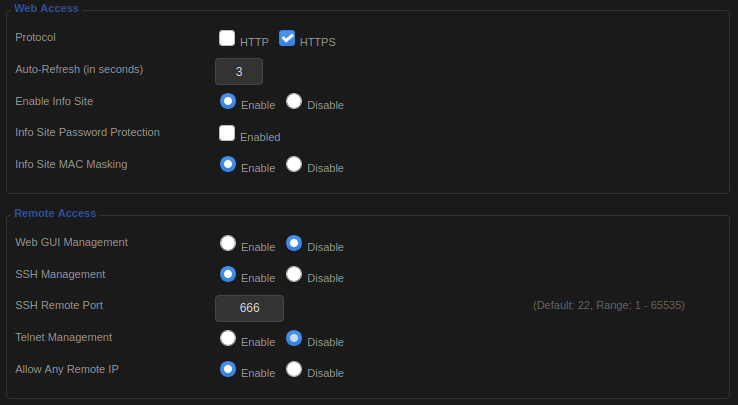 Web Access
Protocol HTTP HTTPS
Auto-Refresh (in seconds) 3
Enable Info Site Enable Disable
Info Site Password Protection Enabled
Info Site MAC Masking Enable Disable
Remote Access
Web GUI Management Enable Disable
SSH Management Enable Disable
SSH Remote Port 666 (Default: 22, Range: 1 - 65535)
Telnet Management Enable Disable
Allow Any Remote IP Enable Disable